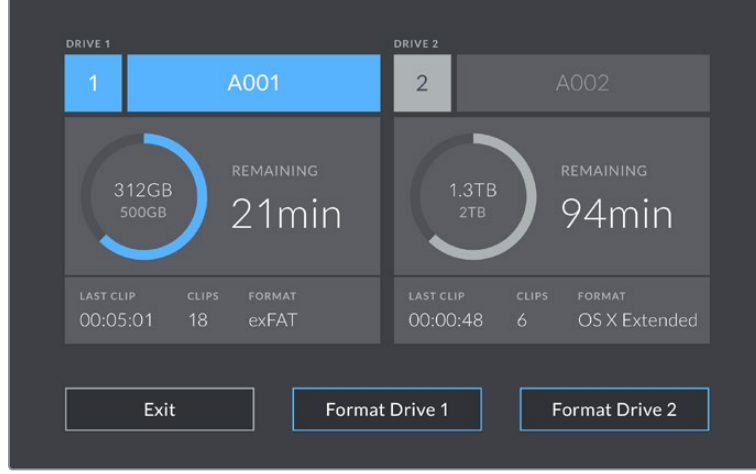 DRIVE 1
1
A001
312GB
500GB
REMAINING
21min
LAST CLIP CLIPS FORMAT
00:05:01 18 exFAT
DRIVE 2
2
A002
1.3TB
2TB
REMAINING
94min
LAST CLIP CLIPS FORMAT
00:00:48 6 OS X Extended
Exit
Format Drive 1
Format Drive 2